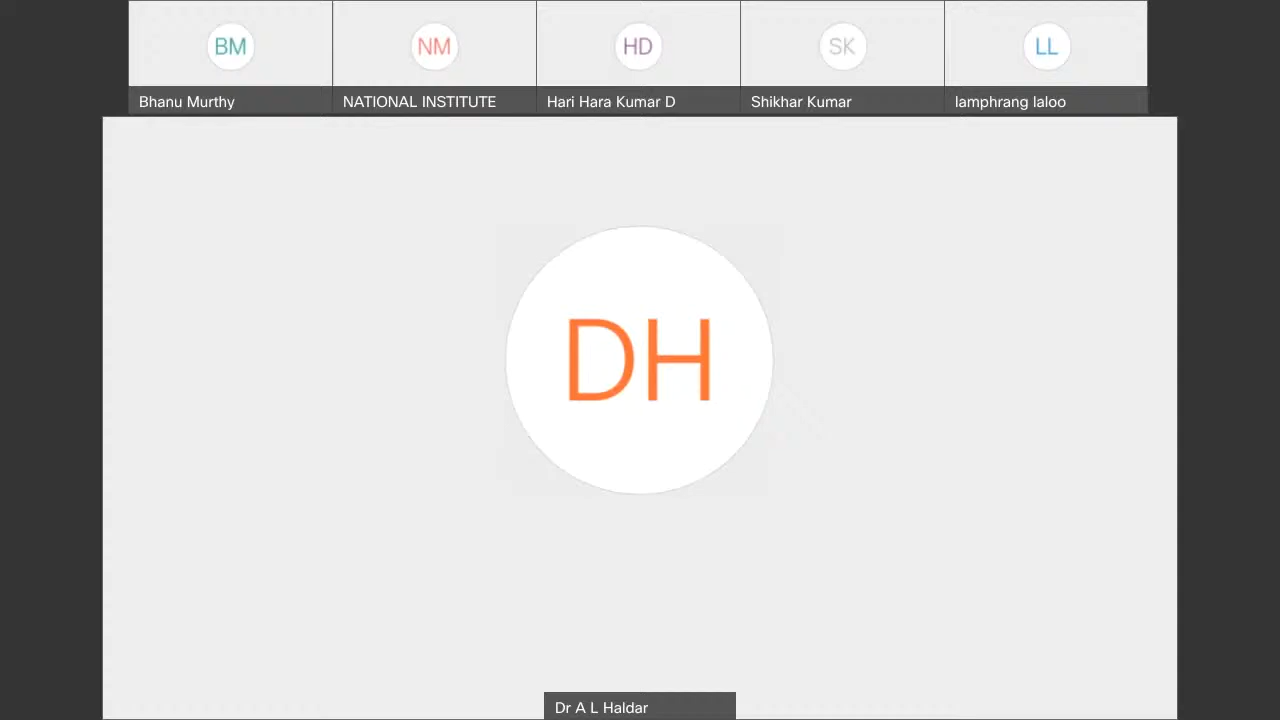 BM
NM
HD
SK
LL
Bhanu Murthy
NATIONAL INSTITUTE
Hari Hara Kumar D
Shikhar Kumar
lamphrang laloo
DH
Dr A L Haldar